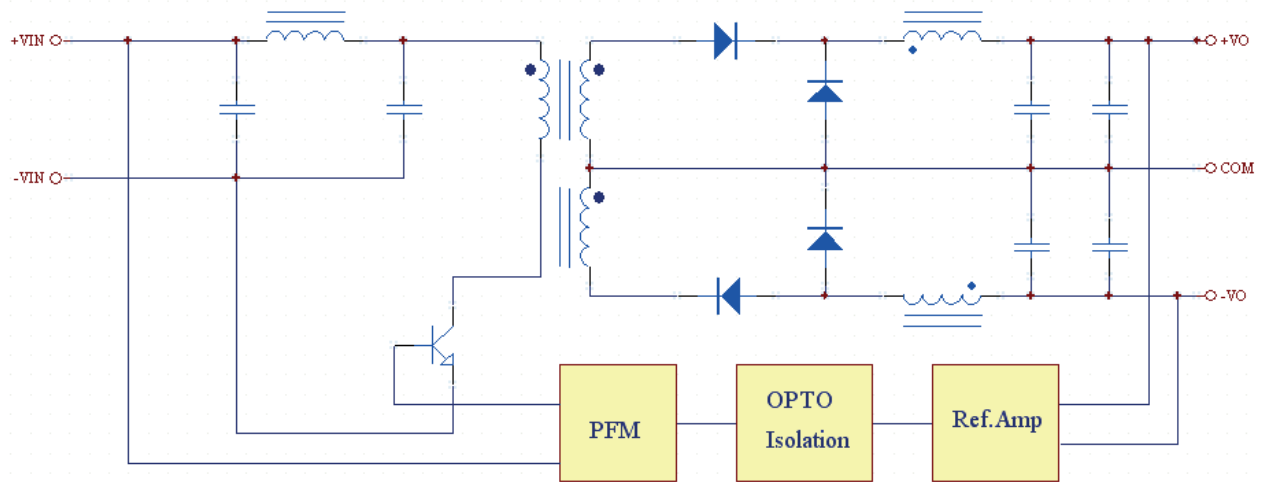 +VIN
+VO
-VIN
COM
-VO
PFM
OPTO
Isolation
Ref.Amp